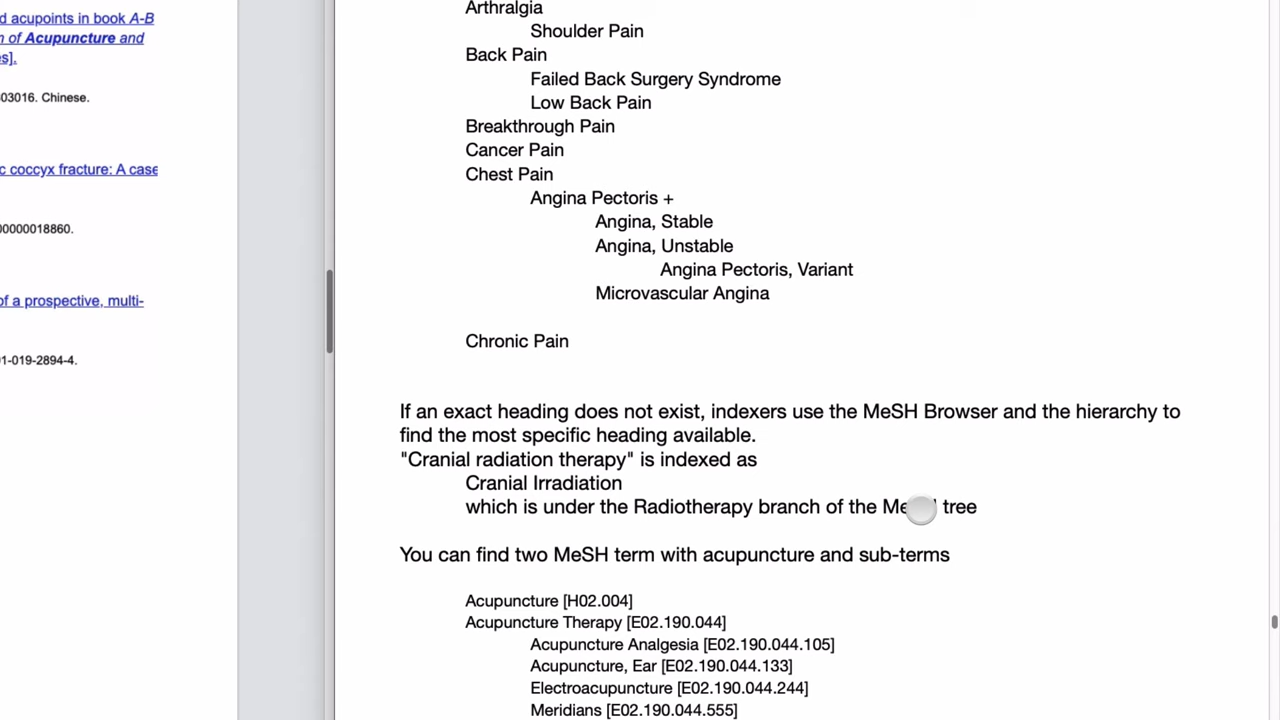 d acupoints in book A-B
n of Acupuncture and
es].
03016. Chinese.
c coccyx fracture: A case
00000018860.
of a prospective, multi-
01-019-2894-4.
Arthralgia
Shoulder Pain
Back Pain
Failed Back Surgery Syndrome
Low Back Pain
Breakthrough Pain
Cancer Pain
Chest Pain
Angina Pectoris +
Angina, Stable
Angina, Unstable
Angina Pectoris, Variant
Microvascular Angina
Chronic Pain
If an exact heading does not exist, indexers use the MeSH Browser and the hierarchy to
find the most specific heading available.
"Cranial radiation therapy" is indexed as
Cranial Irradiation
which is under the Radiotherapy branch of the tree
You can find two MeSH term with acupuncture and sub-terms
Acupuncture [H02.004]
Acupuncture Therapy [E02.190.044]
Acupuncture Analgesia [E02.190.044.105]
Acupuncture, Ear [E02.190.044.133]
Electroacupuncture [E02.190.044.244]
Meridians [E02.190.044.555]